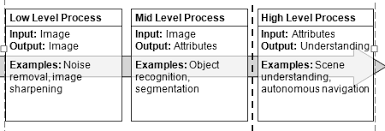 Low Level Process
Input: Image
Output: Image
Examples: Noise
removal, image
sharpening
Mid Level Process
Input: Image
Output: Attributes
Examples: Object
recognition,
segmentation
High Level Process
Input: Attributes
Output: Understanding
Examples: Scene
understanding,
autonomous navigation